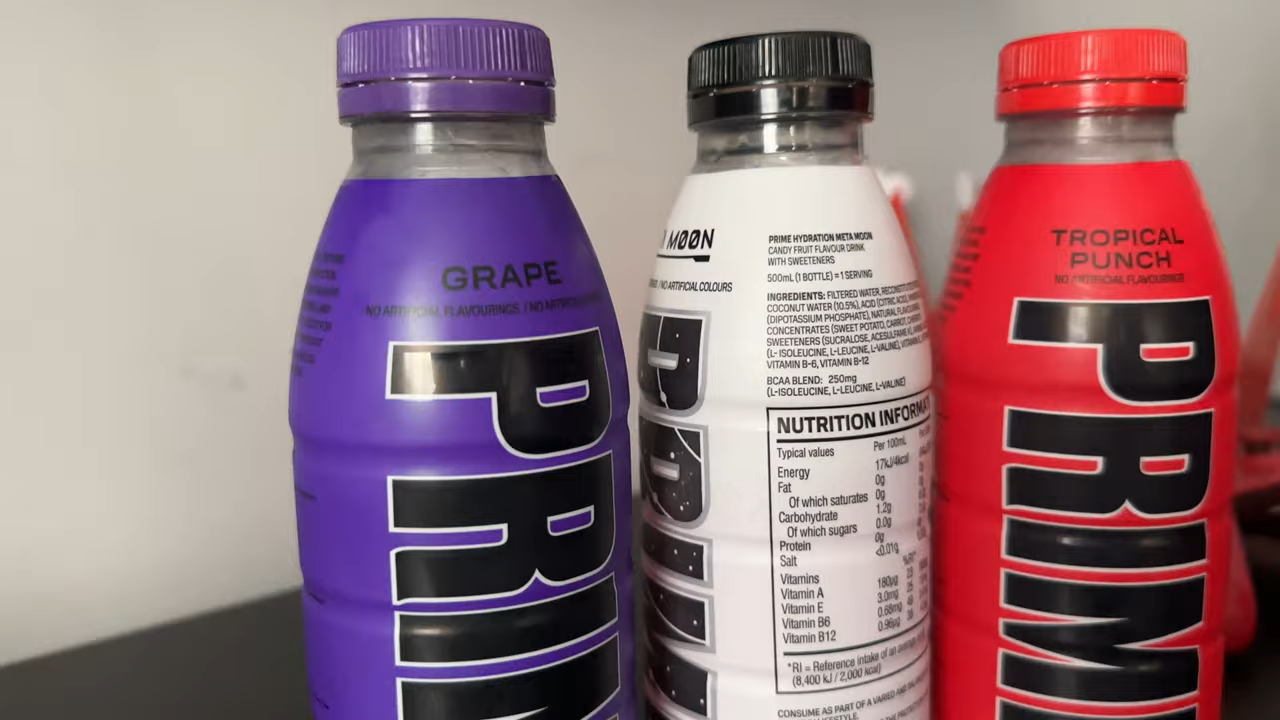 GRAPE
NO ARTIFICIAL FLAVOURINGS / NO
PRIME
MØØN
/ NO ARTIFICIAL COLOURS
PRIME
PRIME HYDRATION META MOON
CANDY FRUIT FLAVOUR DRINK
WITH SWEETENERS
500mL (1 BOTTLE) = 1 SERVING
INGREDIENTS: FILTERED WATER,
COCONUT WATER (10.5%), ACID (CITRIC ACID),
(DIPOTASSIUM PHOSPHATE), NATURAL
CONCENTRATES (SWEET POTATO, CARROT,
SWEETENERS (SUCRALOSE, ACESULFAME K),
(L- ISOLEUCINE, L-LEUCINE, L-VALINE),
VITAMIN B-6, VITAMIN B-12
BCAA BLEND: 250mg
(L-ISOLEUCINE, L-LEUCINE, L-VALINE)
NUTRITION INFORMAT
Typical values Per 100mL
Energy 17kJ/4kcal
Fat 0g
Of which saturates 0g
Carbohydrate 1.2g
Of which sugars 0.0g
Protein 0g
Salt <0.01g
%RI*
Vitamins
Vitamin A 180µg
Vitamin E 3.0mg
Vitamin B6 0.68mg
Vitamin B12 0.96µg
*RI = Reference intake of an average
(8,400 kJ / 2,000 kcal)
CONSUME AS PART OF A VARIED AND
LIFESTYLE.
TROPICAL
PUNCH
NO ARTIFICIAL FLAVOURINGS
PRIME